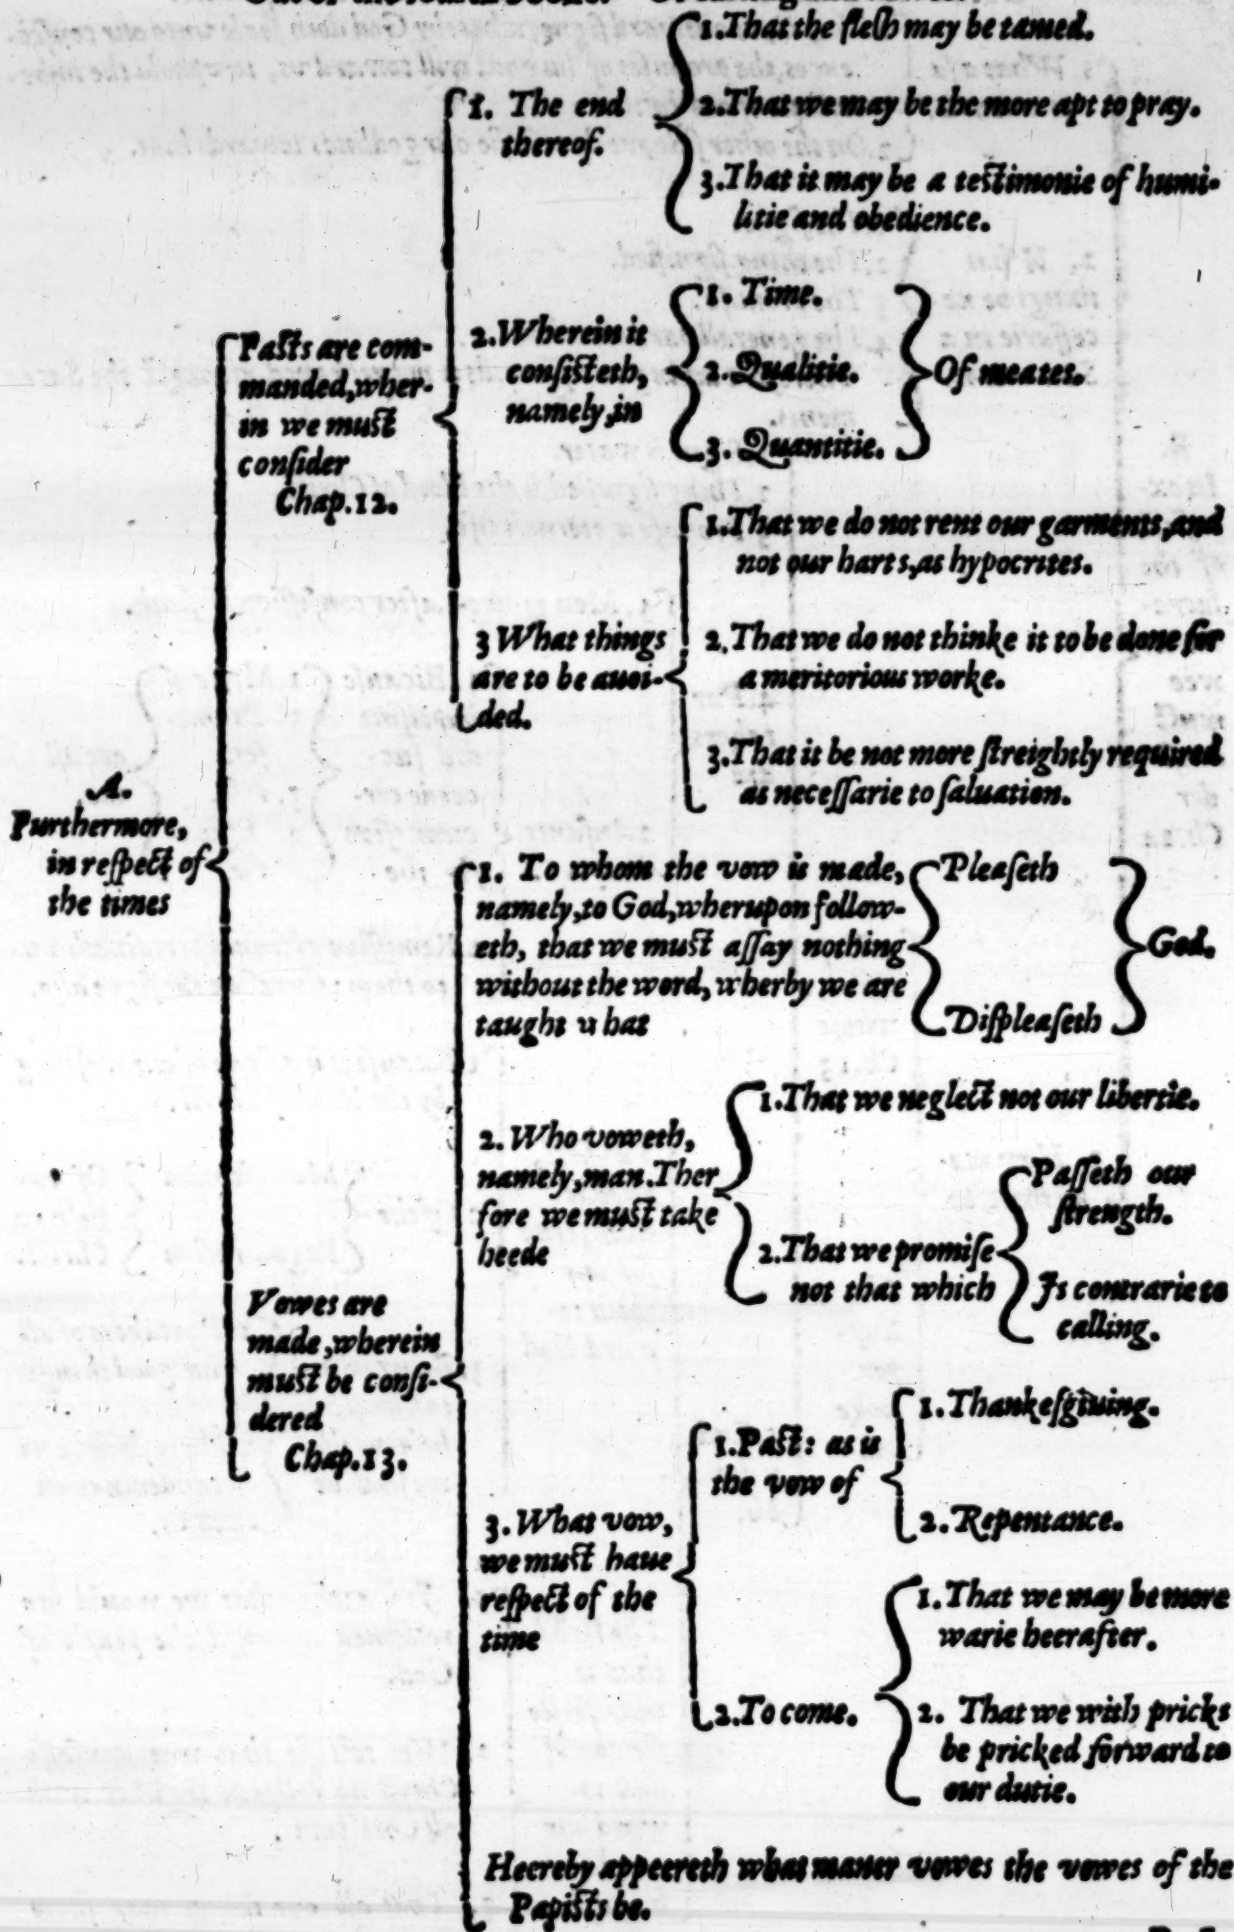 A.
Furthermore,
in reſpect of
the times
Faſts are com-
manded, wher-
in we muſt
conſider
Chap. 12.
1. The end
thereof.
1. That the fleſh may be tamed.
2. That we may be the more apt to pray.
3. That it may be a teſtimonie of humi-
litie and obedience.
2. Wherein it
conſiſteth,
namely, in
1. Time.
2. Qualitie.
3. Quantitie.
Of meates.
3 What things
are to be auoi-
ded.
1. That we do not rent our garments, and
not our harts, as hypocrites.
2. That we do not thinke it to be done for
a meritorious worke.
3. That it be not more ſtreightly required
as neceſſarie to ſaluation.
Vowes are
made, wherein
muſt be conſi-
dered
Chap. 13.
1. To whom the vow is made,
namely, to God, wherupon follow-
eth, that we muſt aſſay nothing
without the word, wherby we are
taught what
Pleaſeth
Diſpleaſeth
God.
2. Who voweth,
namely, man. Ther
fore we muſt take
heede
1. That we neglect not our libertie.
2. That we promiſe
not that which
Paſſeth our
ſtrength.
Is contrarie to
calling.
3. What vow,
we muſt haue
reſpect of the
time
1. Paſt: as is
the vow of
1. Thankeſgiuing.
2. Repentance.
2. To come.
1. That we may be more
warie heerafter.
2. That we with pricks
be pricked forward to
our dutie.
Heereby appeereth what maner vowes the vowes of the
Papiſts be.